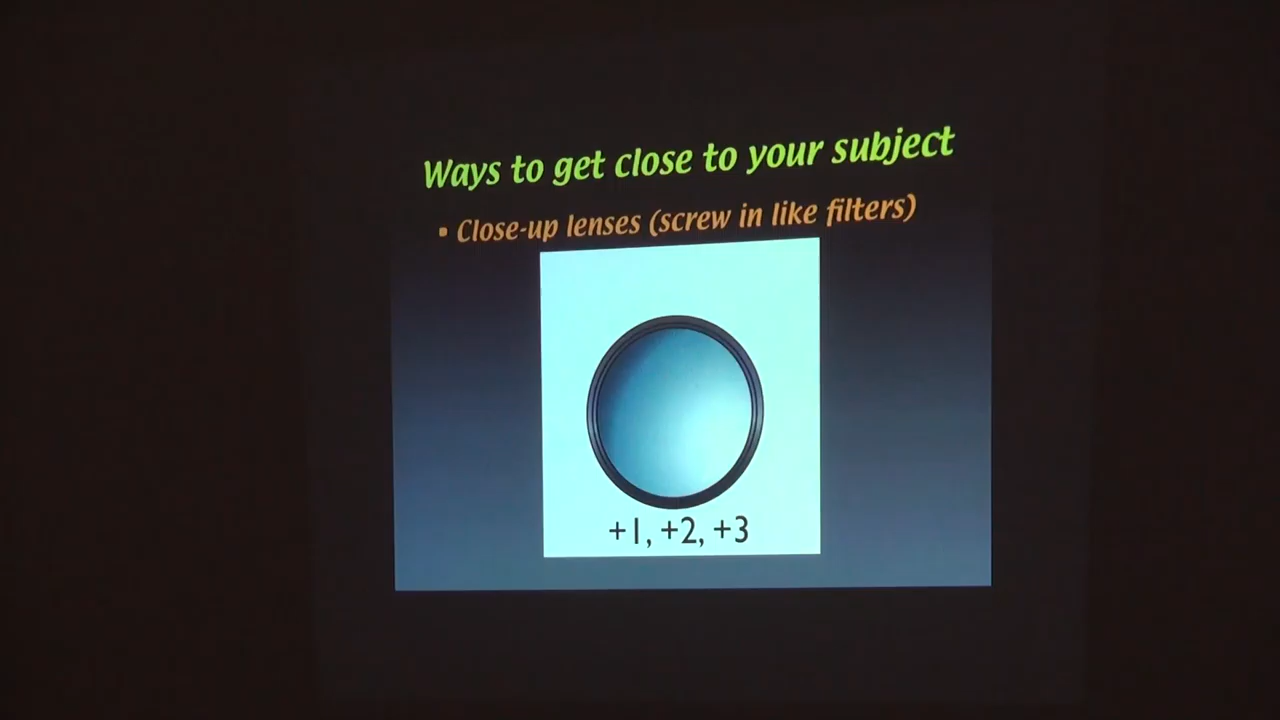 Ways to get close to your subject
• Close-up lenses (screw in like filters)
+1, +2, +3